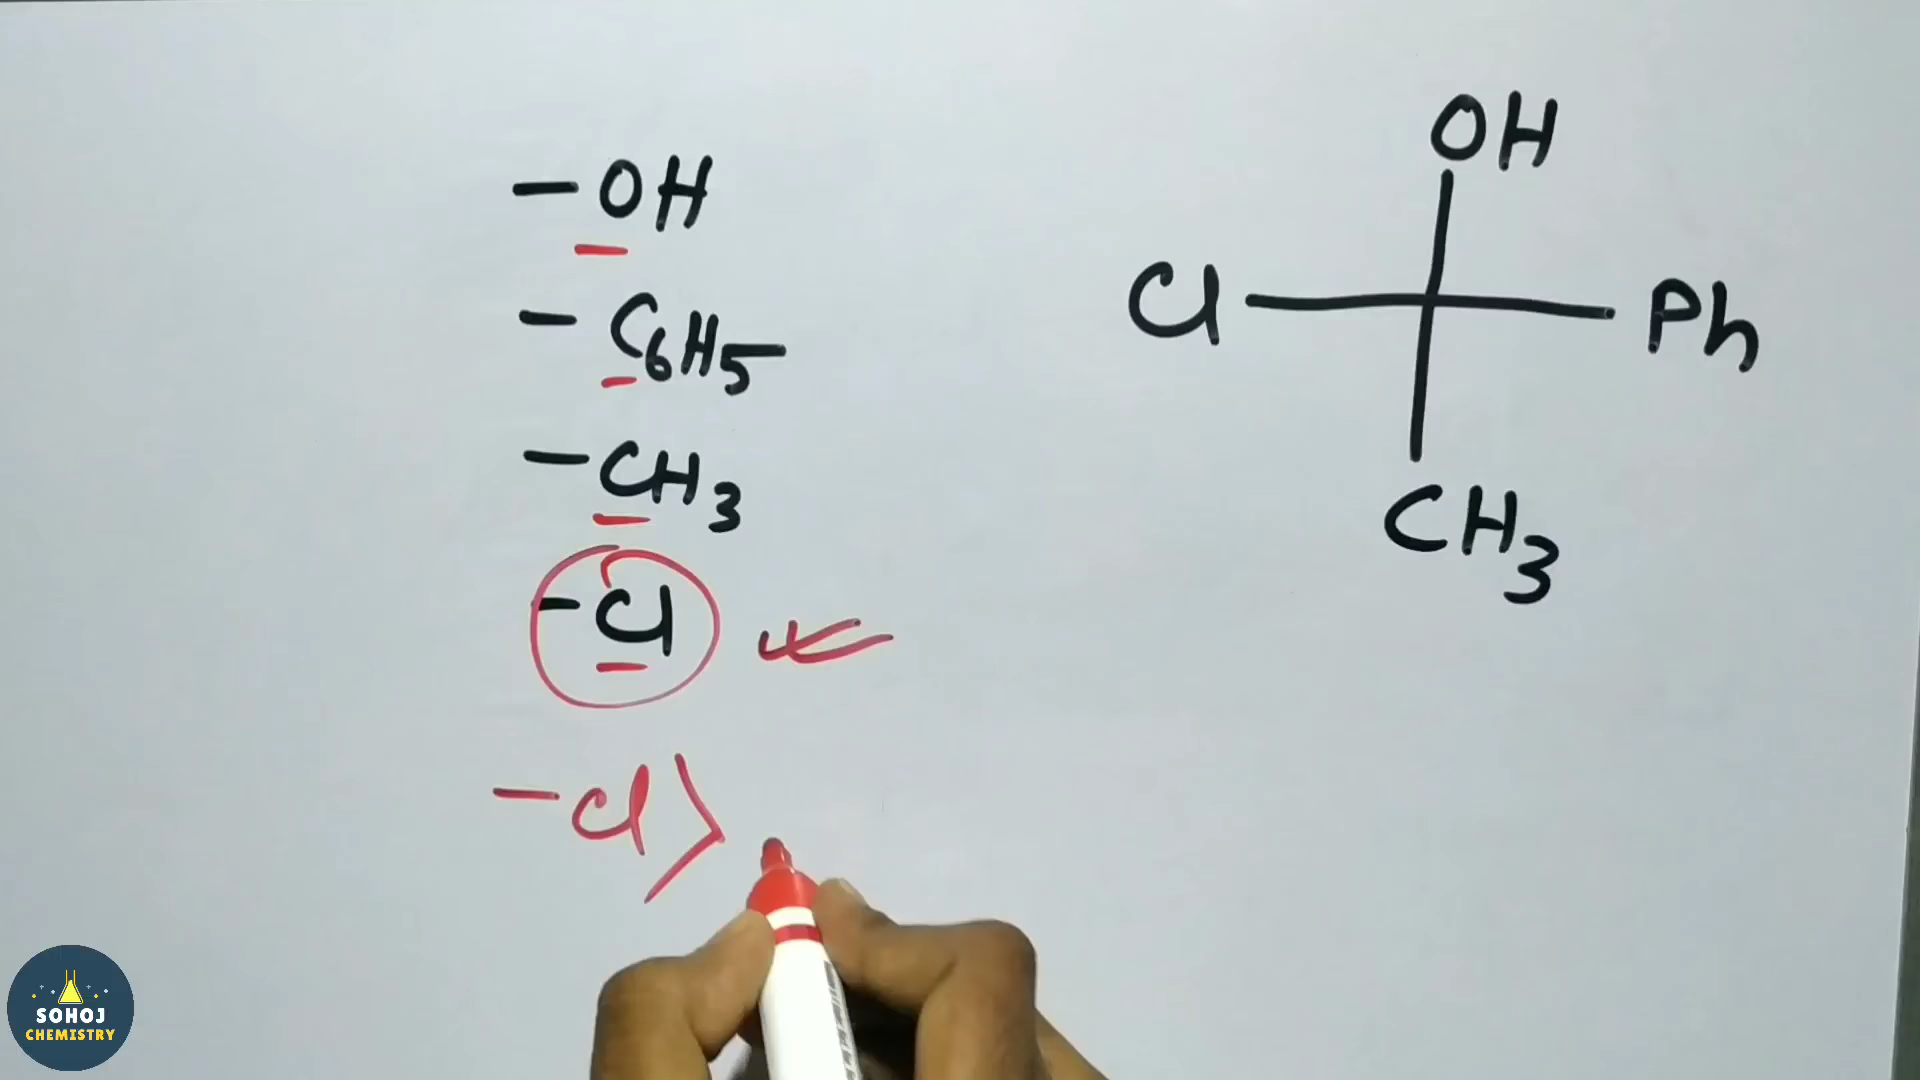 -OH
-C6H5
-CH3
-Cl
-Cl>
OH
Cl Ph
CH3
SOHOJ
CHEMISTRY